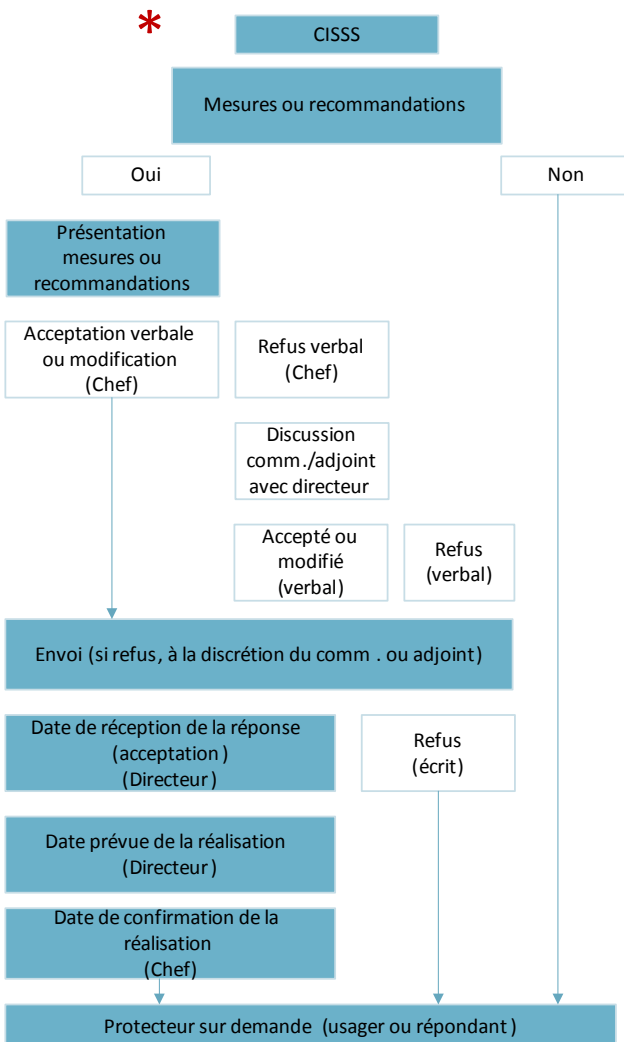 *
CISSS
Mesures ou recommandations
Oui
Non
Présentation
mesures ou
recommandations
Acceptation verbale
ou modification
(Chef)
Refus verbal
(Chef)
Discussion
comm./adjoint
avec directeur
Accepté ou
modifié
(verbal)
Refus
(verbal)
Envoi (si refus, à la discrétion du comm . ou adjoint)
Date de réception de la réponse
(acceptation)
(Directeur)
Refus
(écrit)
Date prévue de la réalisation
(Directeur)
Date de confirmation de la
réalisation
(Chef)
Protecteur sur demande (usager ou répondant)